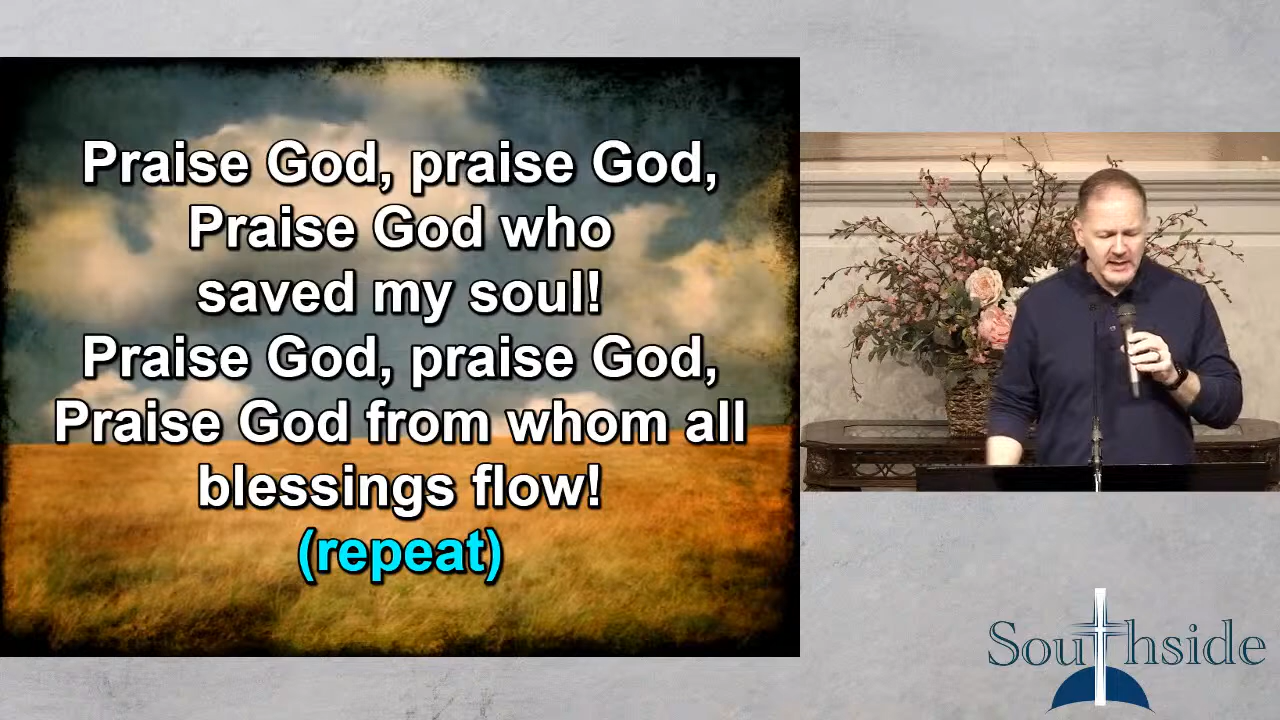 Praise God, praise God,
Praise God who
saved my soul!
Praise God, praise God,
Praise God from whom all
blessings flow!
(repeat)
Southside